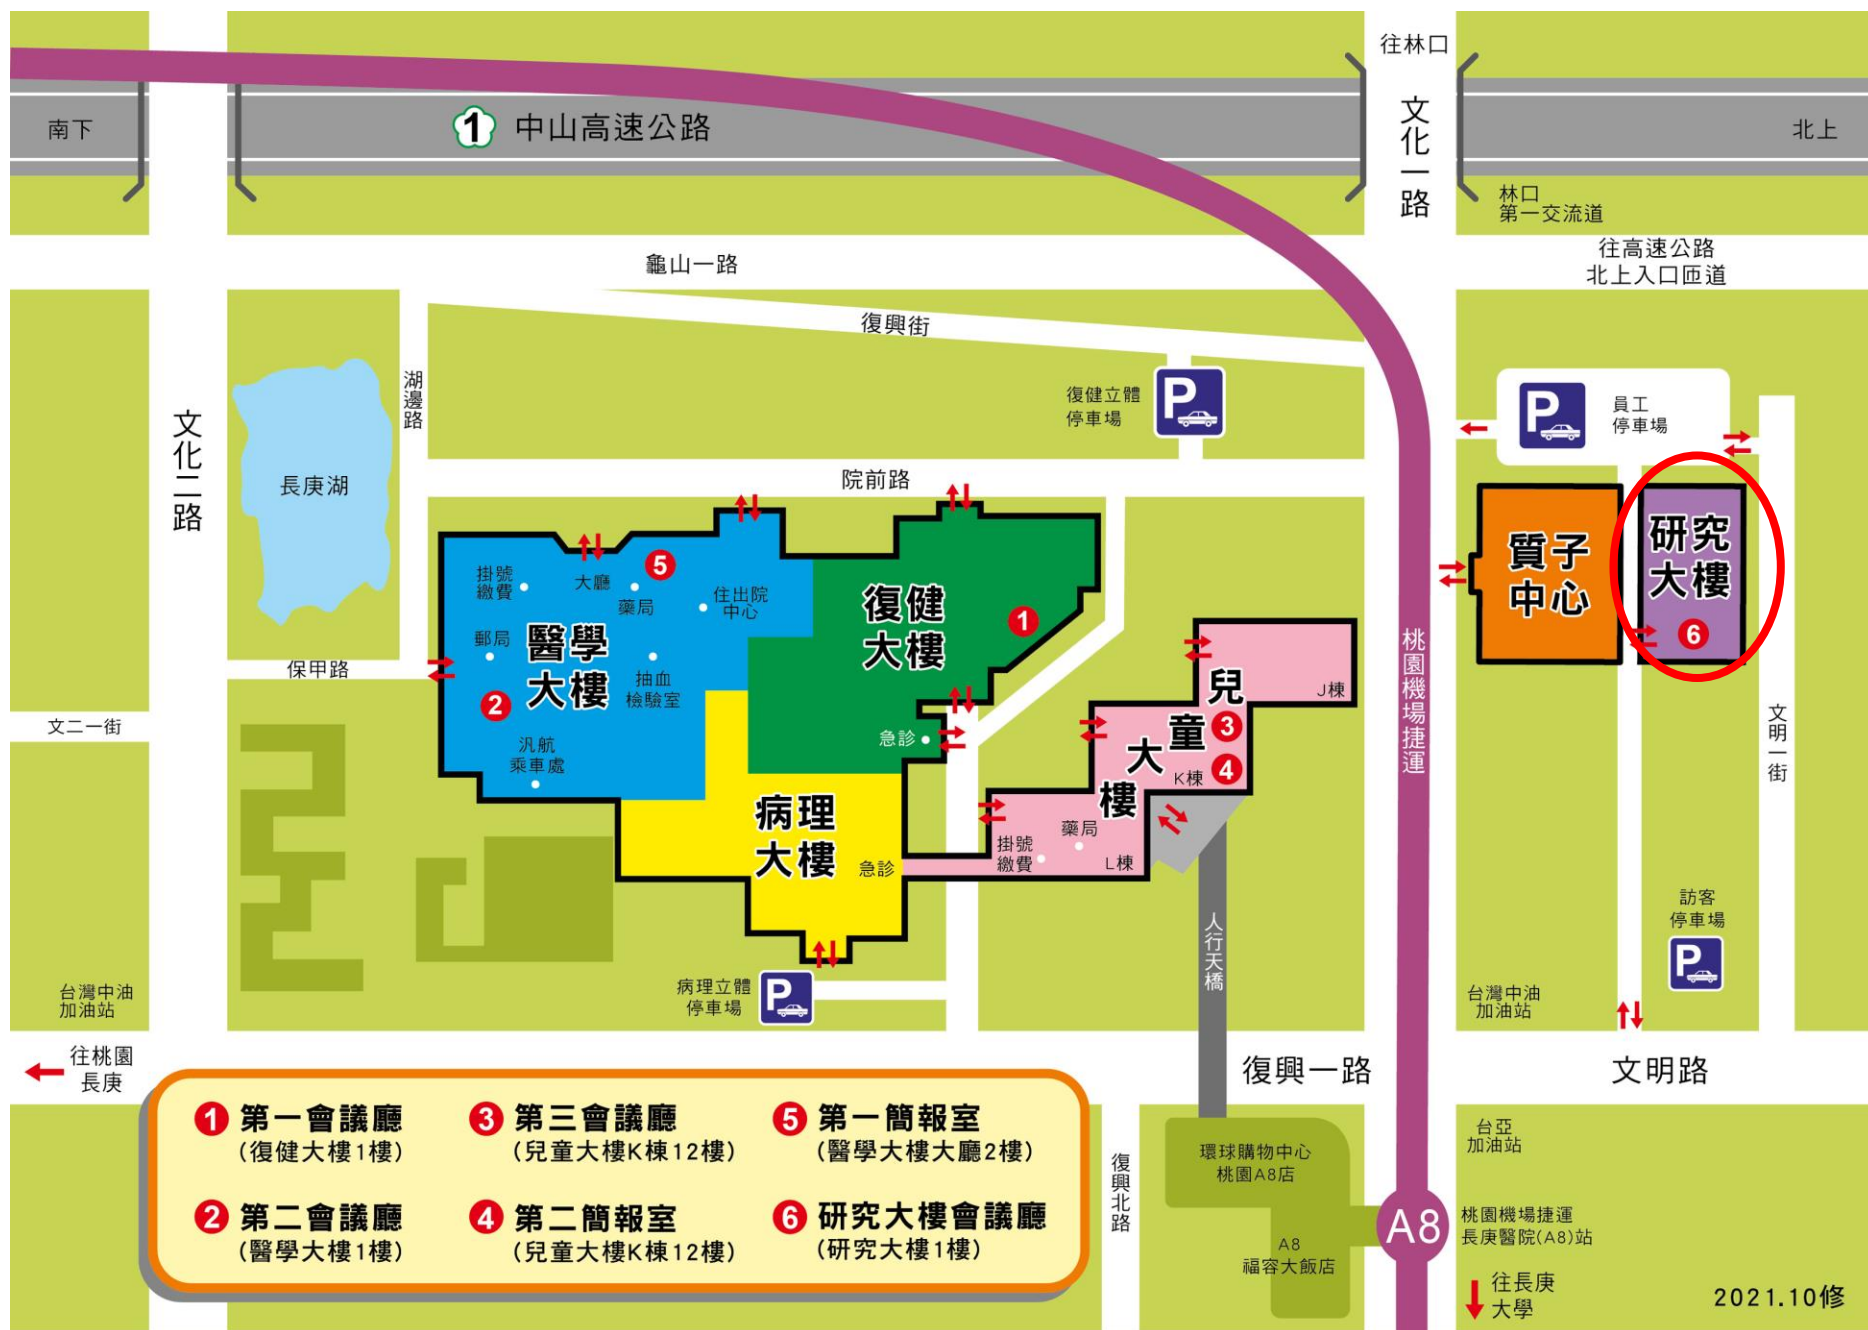 往林口
文化一路
南下
1
中山高速公路
北上
林口
第一交流道
往高速公路
北上入口匝道
龜山一路
復興街
湖邊路
文化二路
長庚湖
復健立體
停車場
P
P
員工
停車場
院前路
質子
中心
研究
大樓
6
掛號
繳費
大廳
5
藥局
住出院
中心
復健
大樓
1
郵局
醫學
大樓
抽血
檢驗室
2
汎航
乘車處
急診
保甲路
文二一街
兒童大樓
J棟
3
4
K棟
桃園機場捷運
文明一街
病理
大樓
急診
掛號
繳費
藥局
L棟
人行天橋
訪客
停車場
P
病理立體
停車場
P
台灣中油
加油站
台灣中油
加油站
往桃園
長庚
復興一路
文明路
1 第一會議廳
(復健大樓1樓)
3 第三會議廳
(兒童大樓K棟12樓)
5 第一簡報室
(醫學大樓大廳2樓)
2 第二會議廳
(醫學大樓1樓)
4 第二簡報室
(兒童大樓K棟12樓)
6 研究大樓會議廳
(研究大樓1樓)
復興北路
環球購物中心
桃園A8店
A8
福容大飯店
A8
台亞
加油站
桃園機場捷運
長庚醫院(A8)站
往長庚
大學
2021.10修